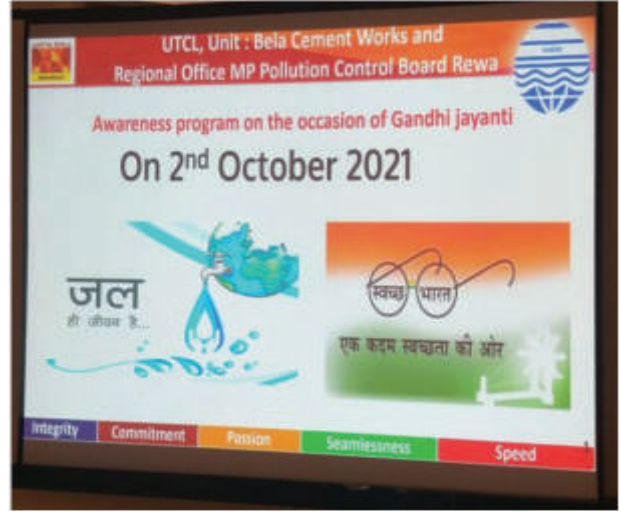 UTCL, Unit : Bela Cement Works and
Regional Office MP Pollution Control Board Rewa
Awareness program on the occasion of Gandhi jayanti
On 2nd October 2021
जल
ही जीवन है...
स्वच्छ भारत
एक कदम स्वच्छता की ओर
Integrity Commitment Passion Seamlessness Speed